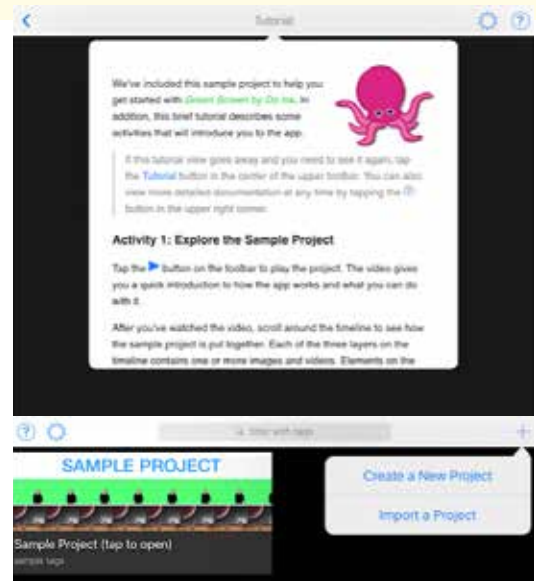 Tutorial
We've included this sample project to help you
get started with Green Screen by Do Ink. In
addition, this brief tutorial describes some
activities that will introduce you to the app.
If this tutorial view goes away and you need to see it again, tap
the Tutorial button in the center of the upper toolbar. You can also
view more detailed documentation at any time by tapping the ?
button in the upper right corner.
Activity 1: Explore the Sample Project
Tap the button on the toolbar to play the project. The video gives
you a quick introduction to how the app works and what you can do
with it.
After you've watched the video, scroll around the timeline to see how
the sample project is put together. Each of the three layers on the
timeline contains one or more images and videos. Elements on the
filter with tags
SAMPLE PROJECT
Create a New Project
Import a Project
Sample Project (tap to open)
sample tags